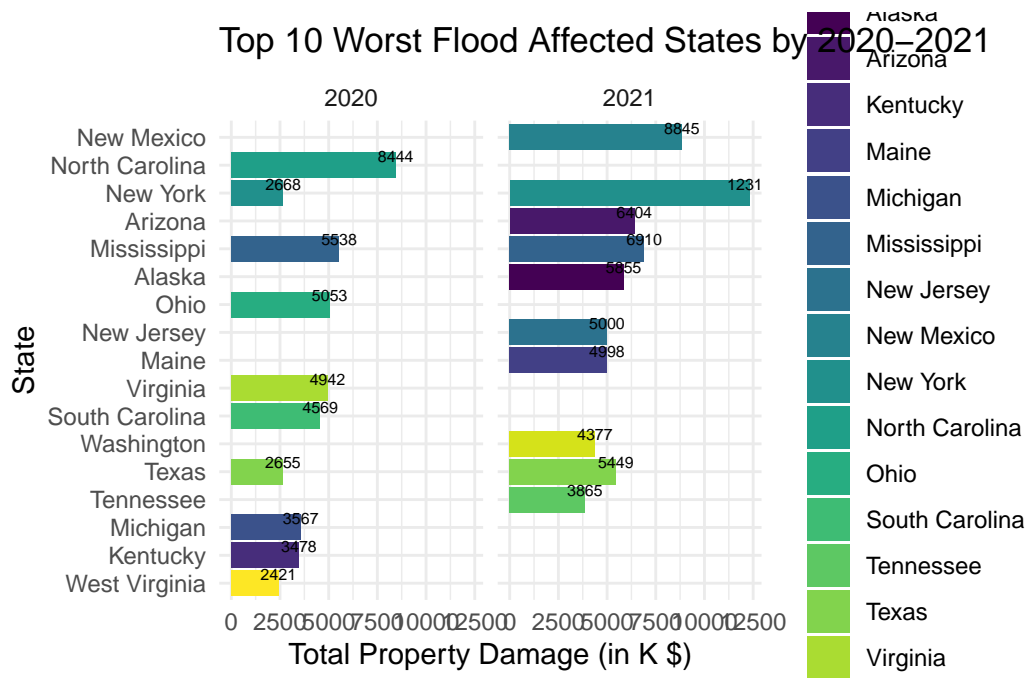 Top 10 Worst Flood Affected States by 2020−2021
2020
2021
State
New Mexico
North Carolina
New York
Arizona
Mississippi
Alaska
Ohio
New Jersey
Maine
Virginia
South Carolina
Washington
Texas
Tennessee
Michigan
Kentucky
West Virginia
8444
2668
5538
5053
4942
4569
2655
3567
3478
2421
8845
1231
6404
6910
5855
5000
4998
4377
5449
3865
0 2500 5000 7500 10000 12500
0 2500 5000 7500 10000 12500
Total Property Damage (in K $)
Alaska
Arizona
Kentucky
Maine
Michigan
Mississippi
New Jersey
New Mexico
New York
North Carolina
Ohio
South Carolina
Tennessee
Texas
Virginia